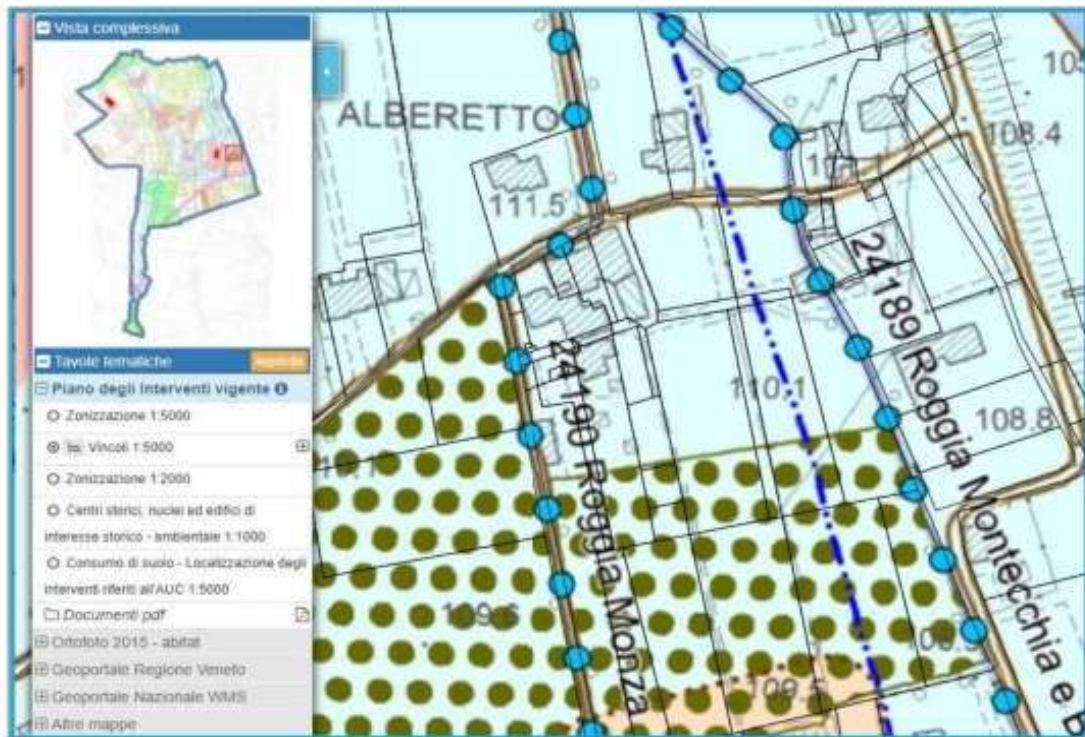 Vista complessiva
Tavole tematiche
legenda
Piano degli Interventi vigente
Zonizzazione 1:5000
Vincoli 1:5000
Zonizzazione 1:2000
Centri storici, nuclei ed edifici di
interesse storico - ambientale 1:1000
Consumo di suolo - Localizzazione degli
interventi riferiti all'AUC 1:5000
Documenti pdf
Ortofoto 2015 - abitat
Geoportale Regione Veneto
Geoportale Nazionale WMS
Altre mappe
ALBERETTO
111.5
108.4
110.1
108.8
109.6
109.5
24190 Roggia Monza
24189 Roggia Montecchia e B